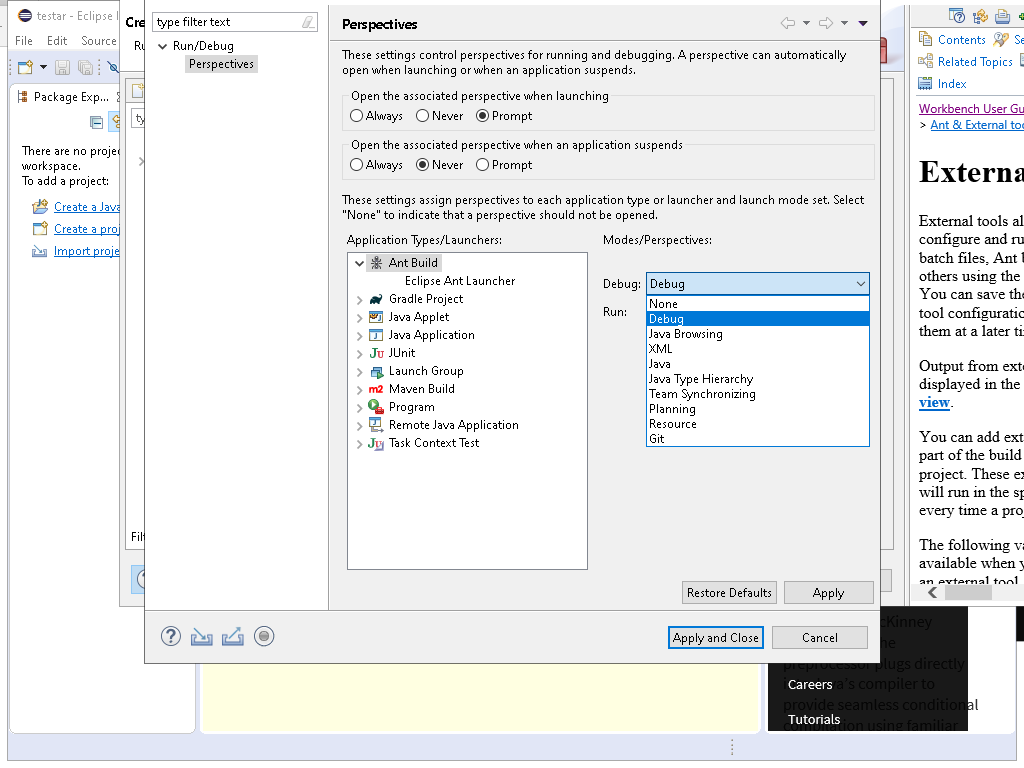 testar - Eclipse I
File Edit Source
Package Exp...
There are no proje
workspace.
To add a project:
Create a Java
Create a proj
Import proje
Cre
Ru
ty
Filt
type filter text
Run/Debug
Perspectives
Perspectives
These settings control perspectives for running and debugging. A perspective can automatically
open when launching or when an application suspends.
Open the associated perspective when launching
Always Never Prompt
Open the associated perspective when an application suspends
Always Never Prompt
These settings assign perspectives to each application type or launcher and launch mode set. Select
"None" to indicate that a perspective should not be opened.
Application Types/Launchers:
Ant Build
Eclipse Ant Launcher
Gradle Project
Java Applet
Java Application
JUnit
Launch Group
Maven Build
Program
Remote Java Application
Task Context Test
Modes/Perspectives:
Debug: Debug
Run:
None
Debug
Java Browsing
XML
Java
Java Type Hierarchy
Team Synchronizing
Planning
Resource
Git
Restore Defaults Apply
Apply and Close Cancel
Contents Se
Related Topics
Index
Workbench User Gu
> Ant & External too
Externa
External tools al
configure and ru
batch files, Ant b
others using the
You can save the
tool configuratio
them at a later ti
Output from exte
displayed in the
view.
You can add ext
part of the build
project. These ex
will run in the sp
every time a proj
The following va
available when y
an external tool
cKinney
he
preprocessor plugs directly
a's compiler to
provide seamless conditional
compilation using familiar
Careers
Tutorials